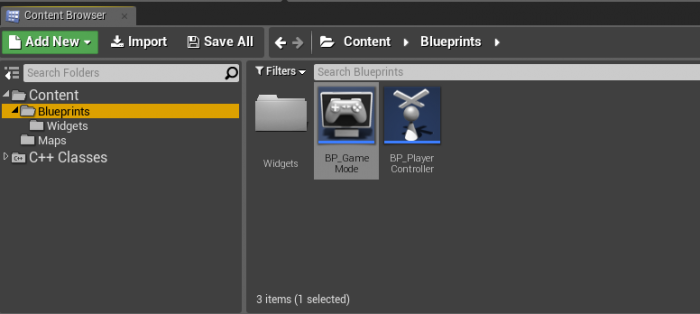 Content Browser
Add New
Import
Save All
Content
Blueprints
Search Folders
Filters
Search Blueprints
Content
Blueprints
Widgets
Maps
C++ Classes
Widgets
BP_Game
Mode
BP_Player
Controller
3 items (1 selected)